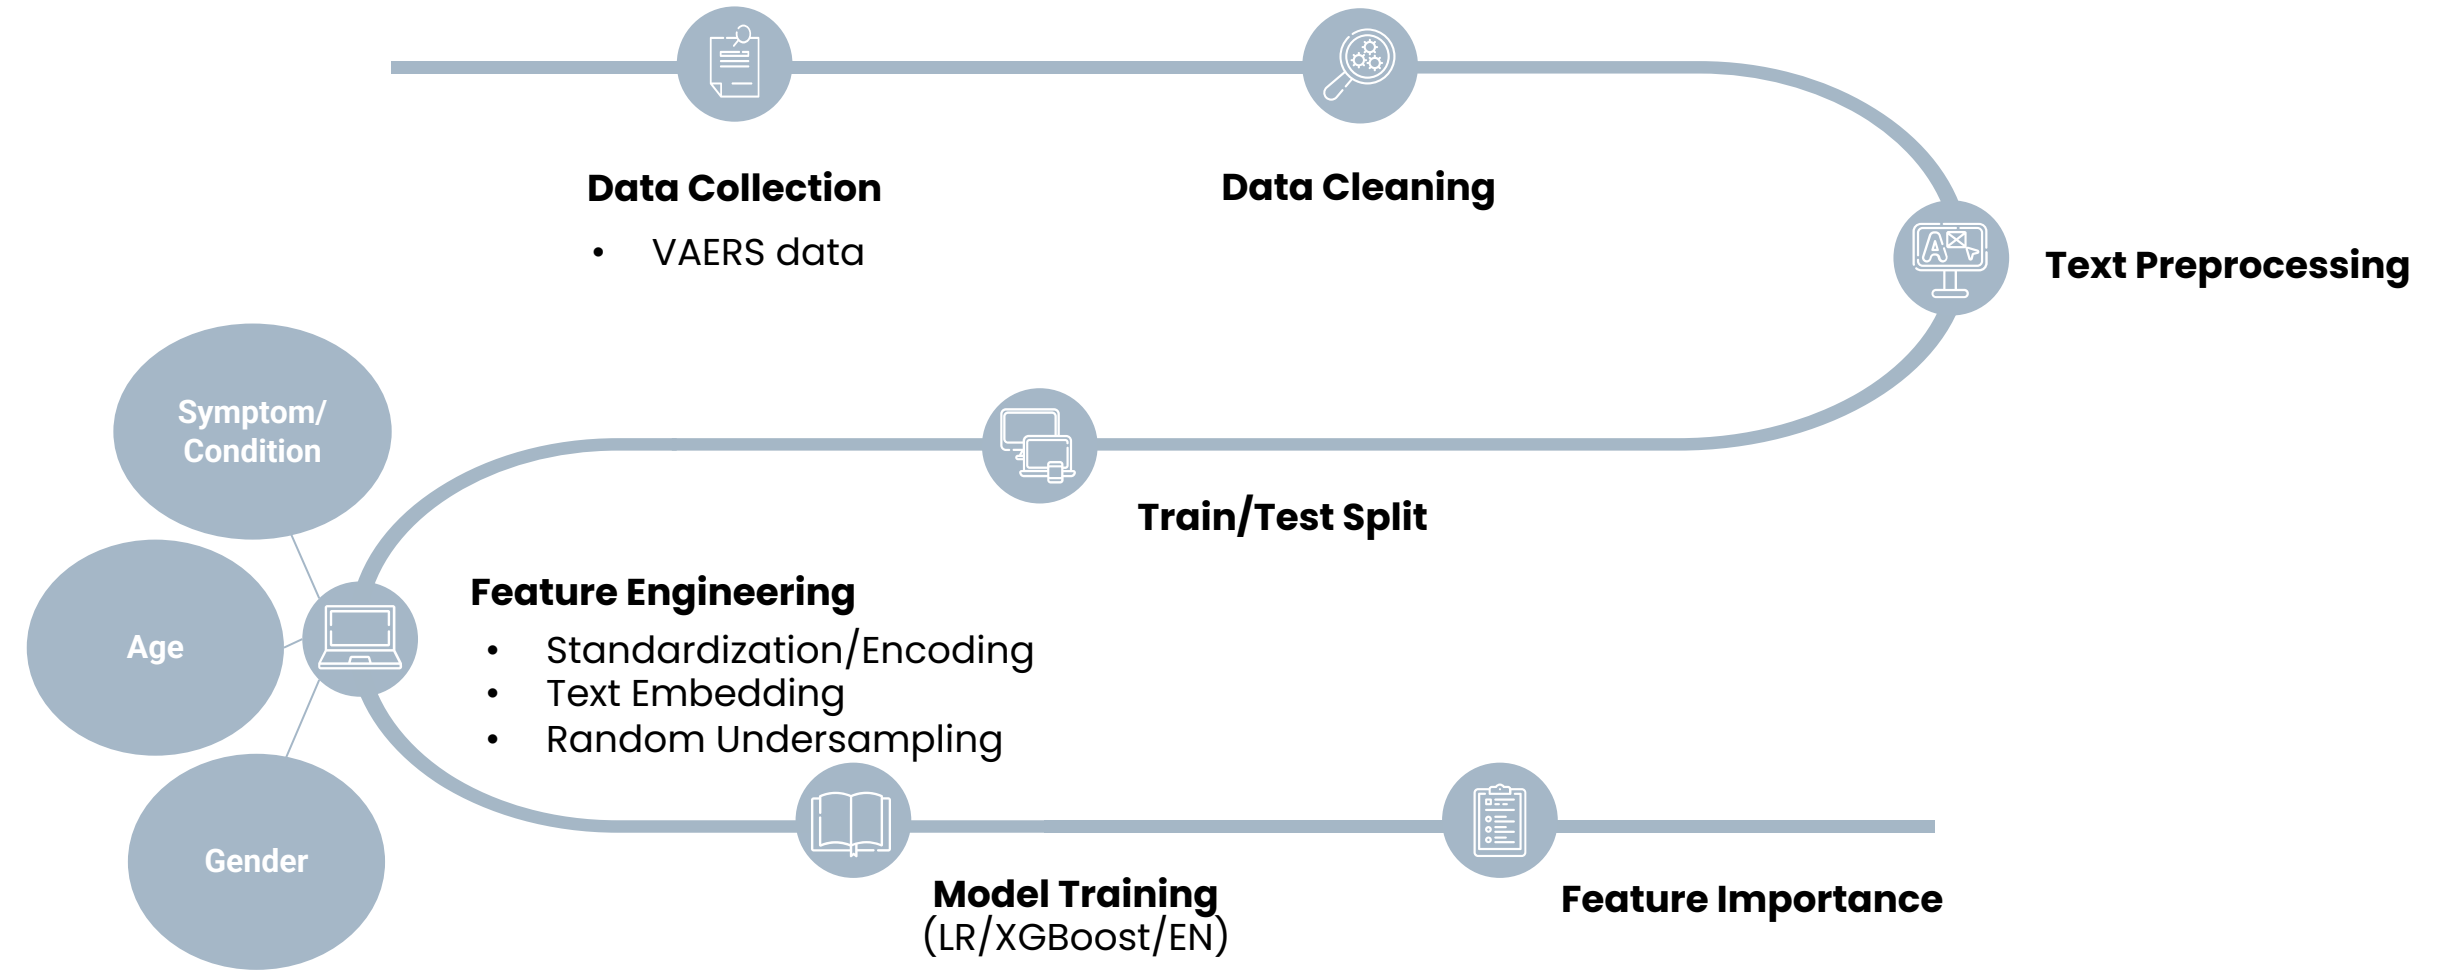 Data Collection
• VAERS data
Data Cleaning
Text Preprocessing
Train/Test Split
Symptom/
Condition
Age
Gender
Feature Engineering
• Standardization/Encoding
• Text Embedding
• Random Undersampling
Model Training
(LR/XGBoost/EN)
Feature Importance